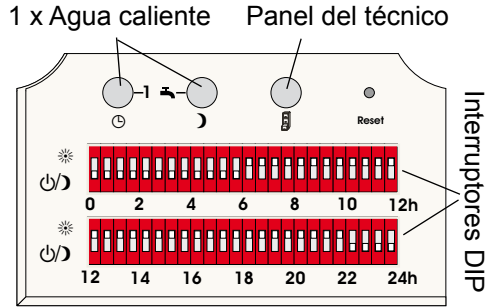 1 x Agua caliente
Panel del técnico
1
Reset
0 2 4 6 8 10 12h
12 14 16 18 20 22 24h
Interruptores DIP